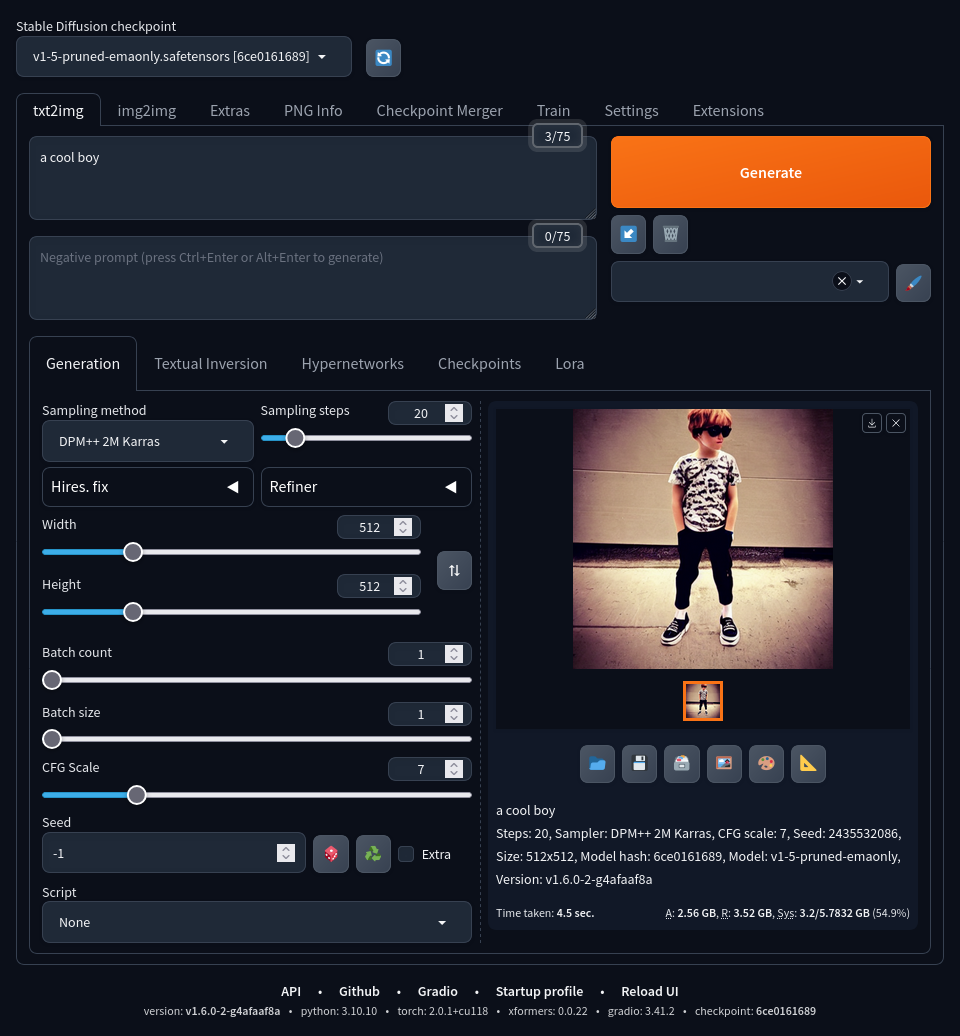 Stable Diffusion checkpoint
v1-5-pruned-emaonly.safetensors [6ce0161689]
txt2img img2img Extras PNG Info Checkpoint Merger Train Settings Extensions
3/75
a cool boy
Generate
0/75
Negative prompt (press Ctrl+Enter or Alt+Enter to generate)
Generation Textual Inversion Hypernetworks Checkpoints Lora
Sampling method
DPM++ 2M Karras
Sampling steps
20
Hires. fix
Refiner
Width
512
Height
512
Batch count
1
Batch size
1
CFG Scale
7
Seed
-1
Extra
Script
None
a cool boy
Steps: 20, Sampler: DPM++ 2M Karras, CFG scale: 7, Seed: 2435532086,
Size: 512x512, Model hash: 6ce0161689, Model: v1-5-pruned-emaonly,
Version: v1.6.0-2-g4afaaf8a
Time taken: 4.5 sec.
A: 2.56 GB, R: 3.52 GB, Sys: 3.2/5.7832 GB (54.9%)
API • Github • Gradio • Startup profile • Reload UI
version: v1.6.0-2-g4afaaf8a • python: 3.10.10 • torch: 2.0.1+cu118 • xformers: 0.0.22 • gradio: 3.41.2 • checkpoint: 6ce0161689